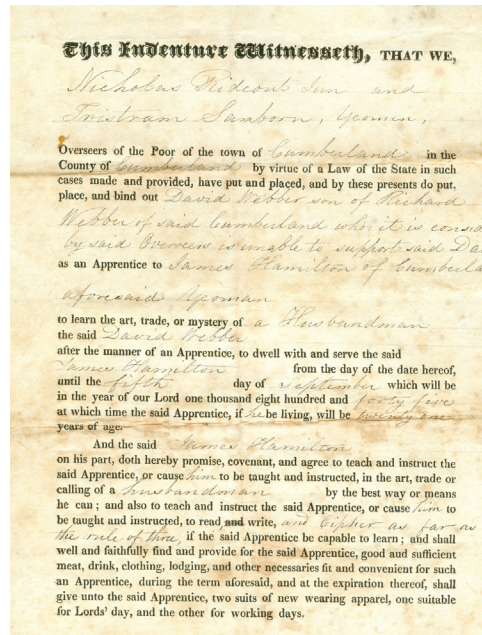 This Indenture Witnesseth, THAT WE,
Nicholas Rideout Jun and
Tristram Sanborn, Yeomen,
Overseers of the Poor of the town of Cumberland in the
County of Cumberland by virtue of a Law of the State in such
cases made and provided, have put and placed, and by these presents do put,
place, and bind out David Webber son of Richard
Webber of said Cumberland who it is consid
by said Overseers is unable to support said Da
as an Apprentice to James Hamilton of Cumberla
aforesaid Yeoman
to learn the art, trade, or mystery of a Husbandman
the said David Webber
after the manner of an Apprentice, to dwell with and serve the said
James Hamilton from the day of the date hereof,
until the fifth day of September which will be
in the year of our Lord one thousand eight hundred and forty five
at which time the said Apprentice, if he be living, will be twenty one
years of age.
And the said James Hamilton
on his part, doth hereby promise, covenant, and agree to teach and instruct the
said Apprentice, or cause him to be taught and instructed, in the art, trade or
calling of a husbandman by the best way or means
he can; and also to teach and instruct the said Apprentice, or cause him to
be taught and instructed, to read and write, and Cipher as far as
the rule of three, if the said Apprentice be capable to learn; and shall
well and faithfully find and provide for the said Apprentice, good and sufficient
meat, drink, clothing, lodging, and other necessaries fit and convenient for such
an Apprentice, during the term aforesaid, and at the expiration thereof, shall
give unto the said Apprentice, two suits of new wearing apparel, one suitable
for Lords' day, and the other for working days.